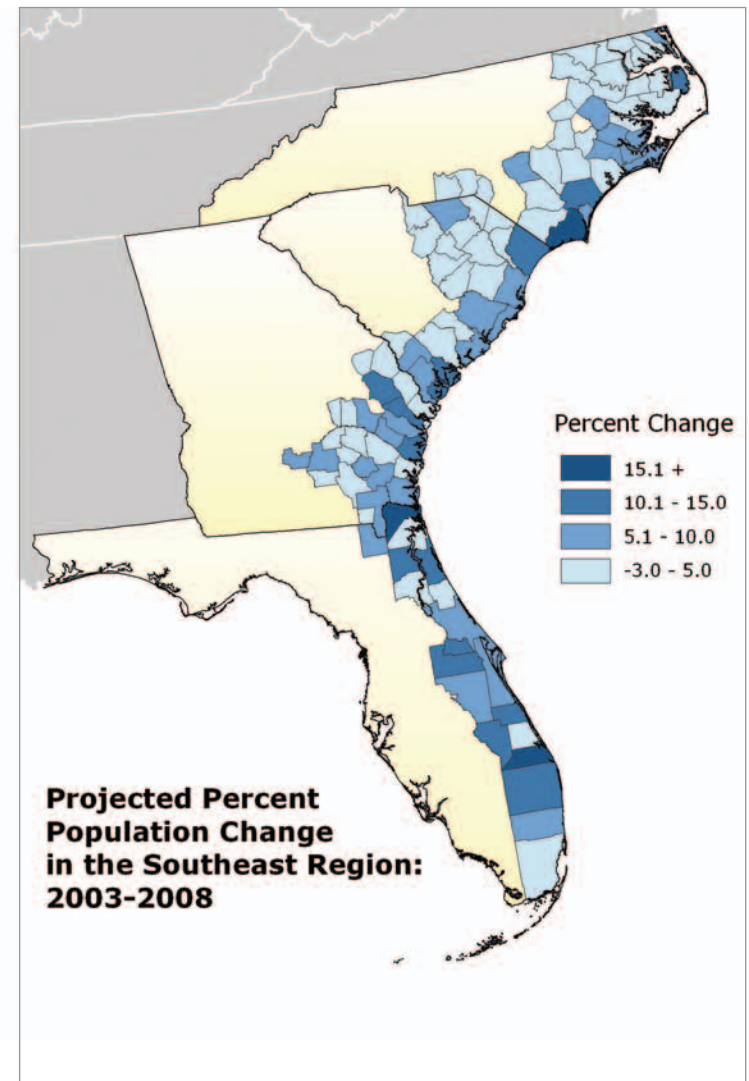 Percent Change
15.1 +
10.1 - 15.0
5.1 - 10.0
-3.0 - 5.0
Projected Percent
Population Change
in the Southeast Region:
2003-2008